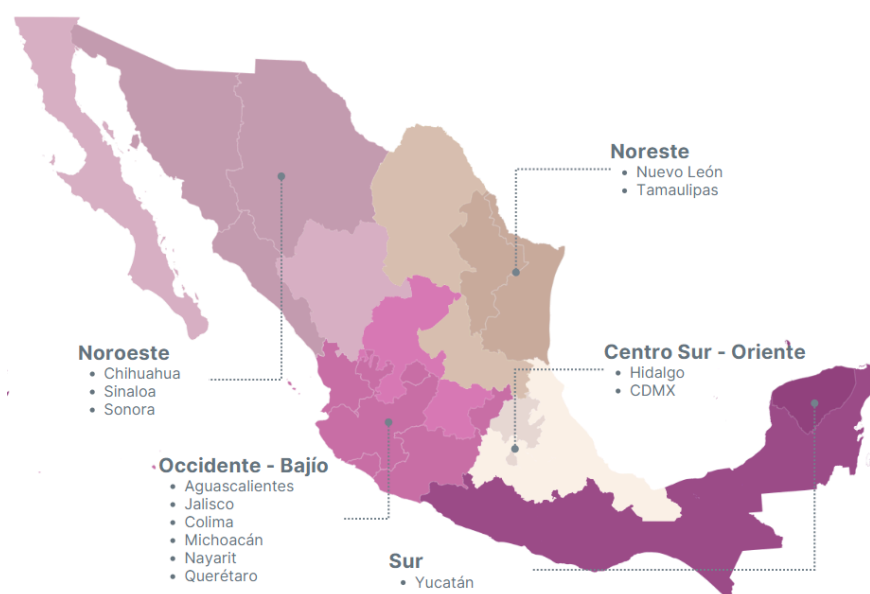 Noreste
• Nuevo León
• Tamaulipas
Noroeste
• Chihuahua
• Sinaloa
• Sonora
Centro Sur - Oriente
• Hidalgo
• CDMX
Occidente - Bajío
• Aguascalientes
• Jalisco
• Colima
• Michoacán
• Nayarit
• Querétaro
Sur
• Yucatán